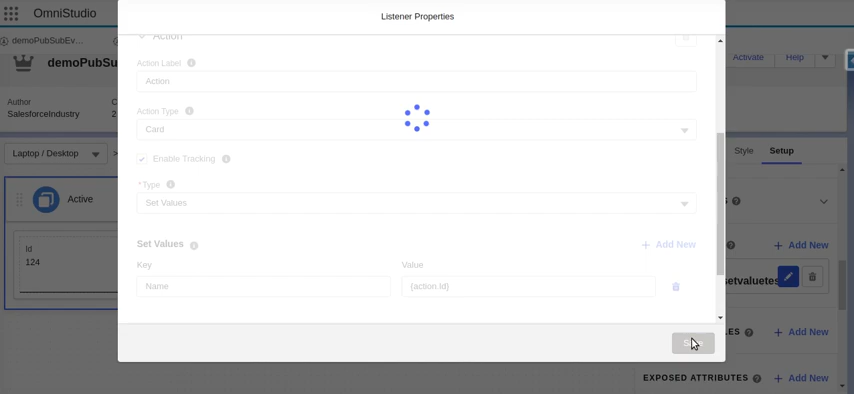 OmniStudio
Listener Properties
demoPubSubEv...
demoPubSu
Activate
Help
Author
SalesforceIndustry
2
Laptop / Desktop
>
Style
Setup
Active
Id
124
Action
Action Label
Action
Action Type
Card
Enable Tracking
*Type
Set Values
Set Values
+ Add New
Key
Value
Name
{action.Id}
+ Add New
setvaluetes
LES
+ Add New
EXPOSED ATTRIBUTES
+ Add New